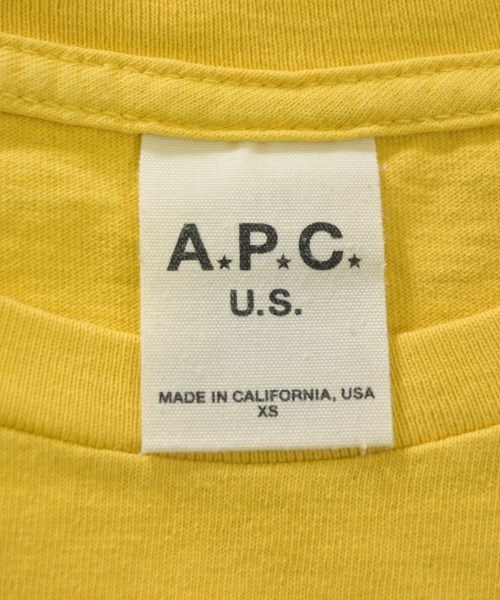 A★P★C★
U.S.
MADE IN CALIFORNIA, USA
XS